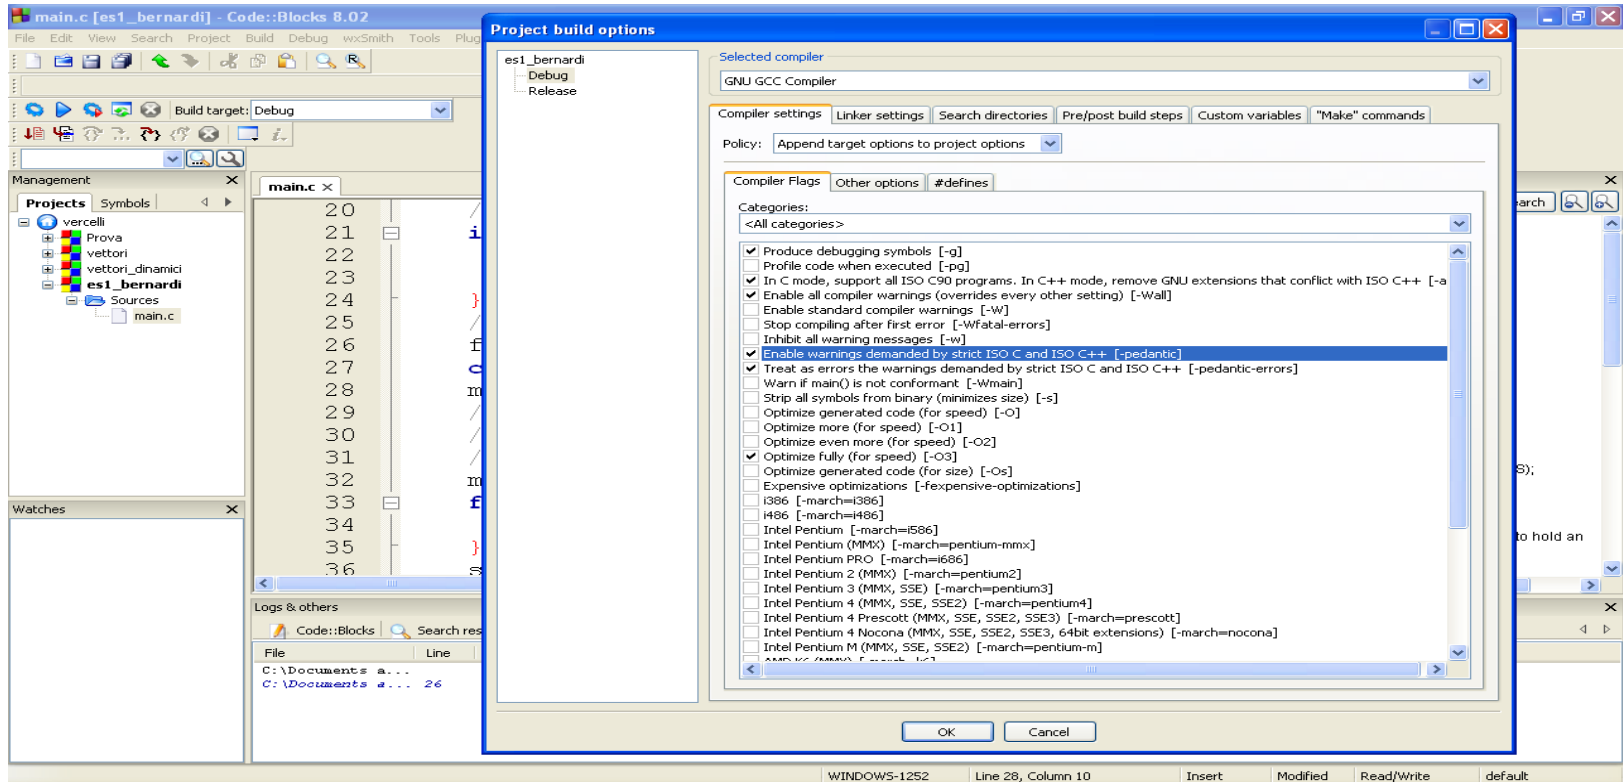 main.c [es1_bernardi] - Code::Blocks 8.02
File Edit View Search Project Build Debug wxSmith Tools Plug
Build target: Debug
Management
Projects Symbols
vercelli
Prova
vettori
vettori_dinamici
es1_bernardi
Sources
main.c
Watches
main.c
20 /
21 i
22
23
24 }
25 /
26 f
27 c
28 m
29 /
30 /
31 /
32 m
33 f
34
35 }
36 s
Logs & others
Code::Blocks Search res
File Line
C:\Documents a...
C:\Documents a... 26
Project build options
es1_bernardi
Debug
Release
Selected compiler
GNU GCC Compiler
Compiler settings Linker settings Search directories Pre/post build steps Custom variables "Make" commands
Policy: Append target options to project options
Compiler Flags Other options #defines
Categories:
<All categories>
Produce debugging symbols [-g]
Profile code when executed [-pg]
In C mode, support all ISO C90 programs. In C++ mode, remove GNU extensions that conflict with ISO C++ [-a
Enable all compiler warnings (overrides every other setting) [-Wall]
Enable standard compiler warnings [-W]
Stop compiling after first error [-Wfatal-errors]
Inhibit all warning messages [-w]
Enable warnings demanded by strict ISO C and ISO C++ [-pedantic]
Treat as errors the warnings demanded by strict ISO C and ISO C++ [-pedantic-errors]
Warn if main() is not conformant [-Wmain]
Strip all symbols from binary (minimizes size) [-s]
Optimize generated code (for speed) [-O]
Optimize more (for speed) [-O1]
Optimize even more (for speed) [-O2]
Optimize fully (for speed) [-O3]
Optimize generated code (for size) [-Os]
Expensive optimizations [-fexpensive-optimizations]
i386 [-march=i386]
i486 [-march=i486]
Intel Pentium [-march=i586]
Intel Pentium (MMX) [-march=pentium-mmx]
Intel Pentium PRO [-march=i686]
Intel Pentium 2 (MMX) [-march=pentium2]
Intel Pentium 3 (MMX, SSE) [-march=pentium3]
Intel Pentium 4 (MMX, SSE, SSE2) [-march=pentium4]
Intel Pentium 4 Prescott (MMX, SSE, SSE2, SSE3) [-march=prescott]
Intel Pentium 4 Nocona (MMX, SSE, SSE2, SSE3, 64bit extensions) [-march=nocona]
Intel Pentium M (MMX, SSE, SSE2) [-march=pentium-m]
AMD K6 (MMX) [-march=k6]
OK Cancel
arch
S);
to hold an
WINDOWS-1252 Line 28, Column 10 Insert Modified Read/Write default